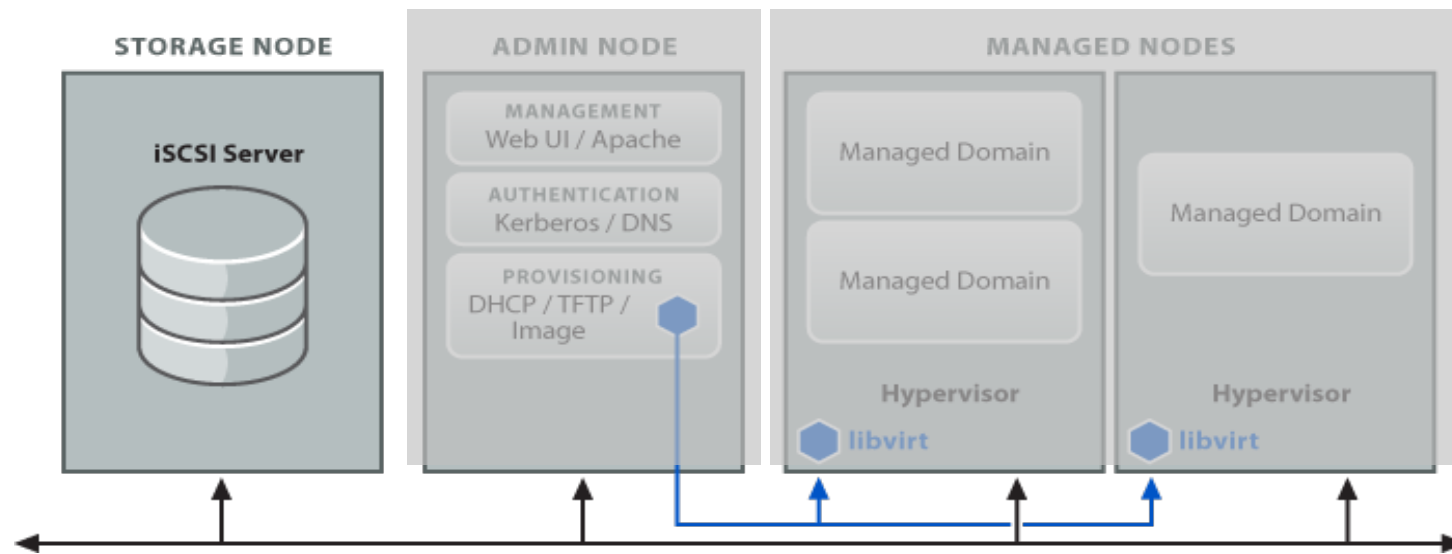 STORAGE NODE
iSCSI Server
ADMIN NODE
MANAGEMENT
Web UI / Apache
AUTHENTICATION
Kerberos / DNS
PROVISIONING
DHCP / TFTP /
Image
MANAGED NODES
Managed Domain
Managed Domain
Hypervisor
libvirt
Managed Domain
Hypervisor
libvirt